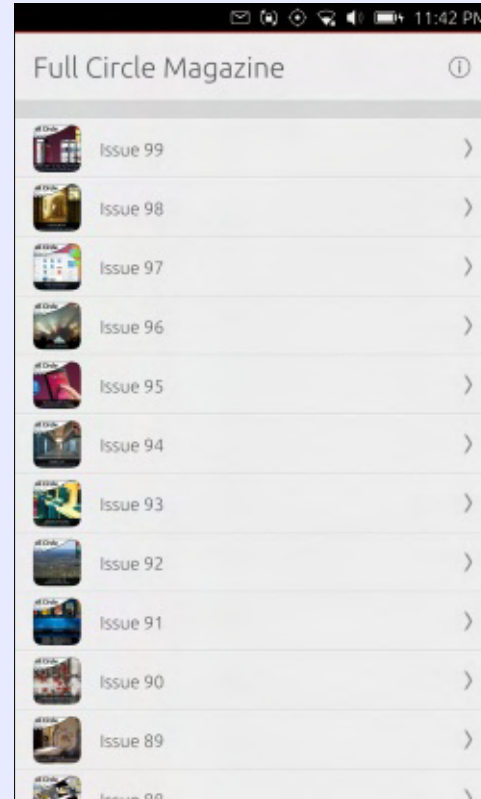 11:42 PM
Full Circle Magazine
Issue 99
Issue 98
Issue 97
Issue 96
Issue 95
Issue 94
Issue 93
Issue 92
Issue 91
Issue 90
Issue 89